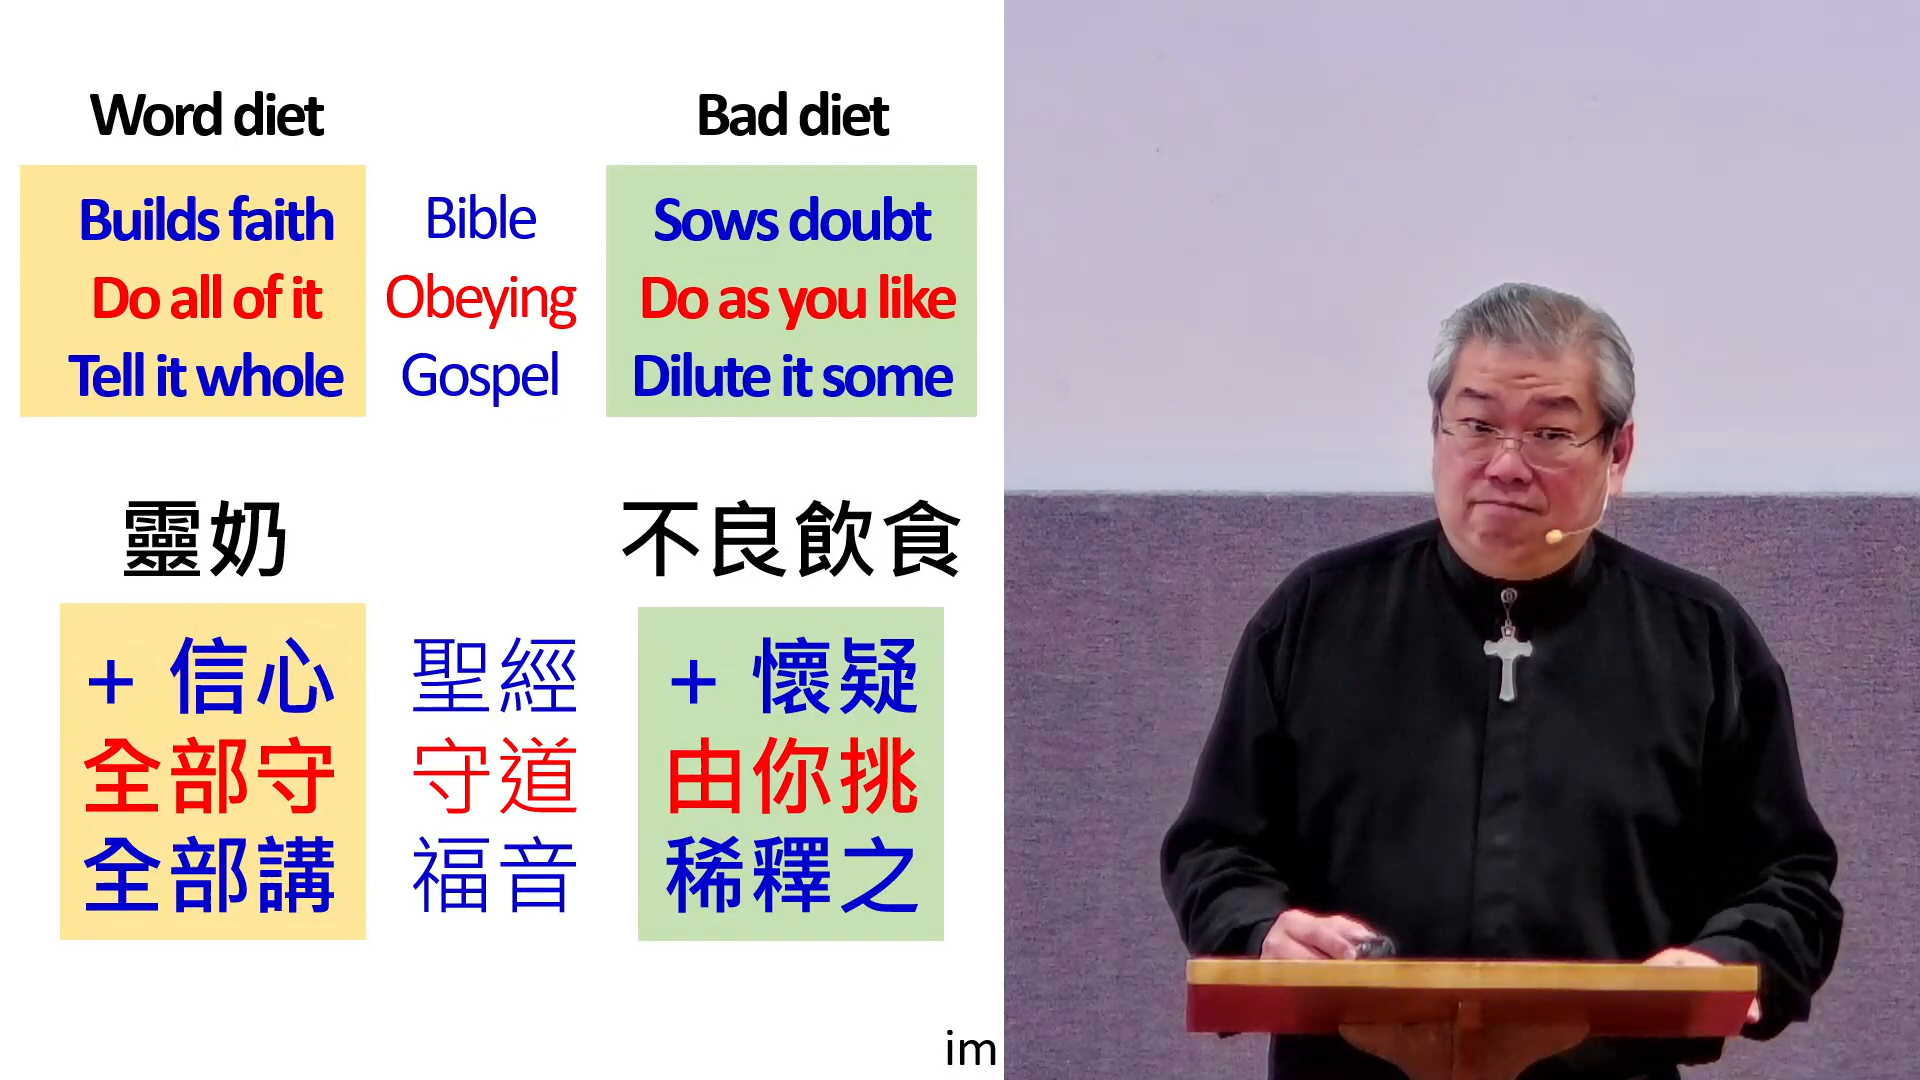 Word diet Bad diet
Builds faith Bible Sows doubt
Do all of it Obeying Do as you like
Tell it whole Gospel Dilute it some
靈奶 不良飲食
+ 信心 聖經 + 懷疑
全部守 守道 由你挑
全部講 福音 稀釋之
im